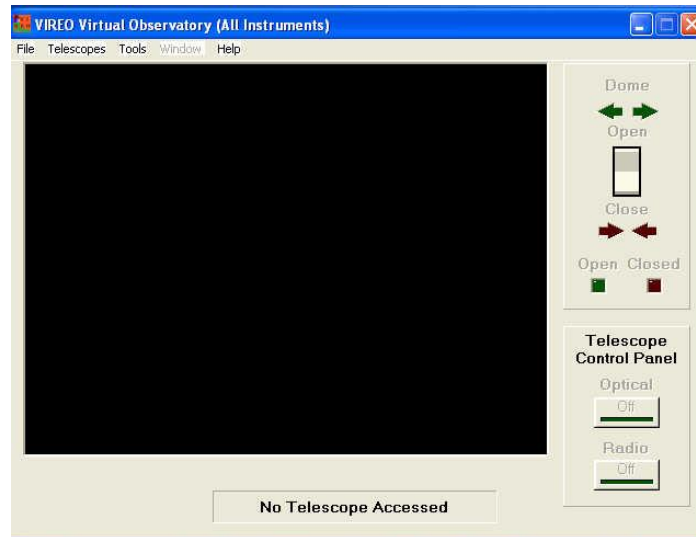 VIREO Virtual Observatory (All Instruments)
File Telescopes Tools Window Help
Dome
Open
Close
Open Closed
Telescope
Control Panel
Optical
Off
Radio
Off
No Telescope Accessed